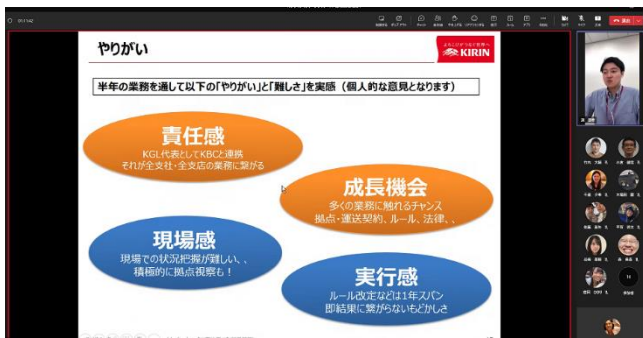 やりがい
よろこびがつなぐ世界へ
KIRIN
半年の業務を通して以下の「やりがい」と「難しさ」を実感（個人的な意見となります）
責任感
KGL代表としてKBCと連携
それが全支社・全支店の業務に繋がる
成長機会
多くの業務に触れるチャンス
拠点・運送契約、ルール、法律、、
現場感
現場での状況把握が難しい、、
積極的に拠点視察も！
実行感
ルール改定などは1年スパン
即結果に繋がらないもどかしさ